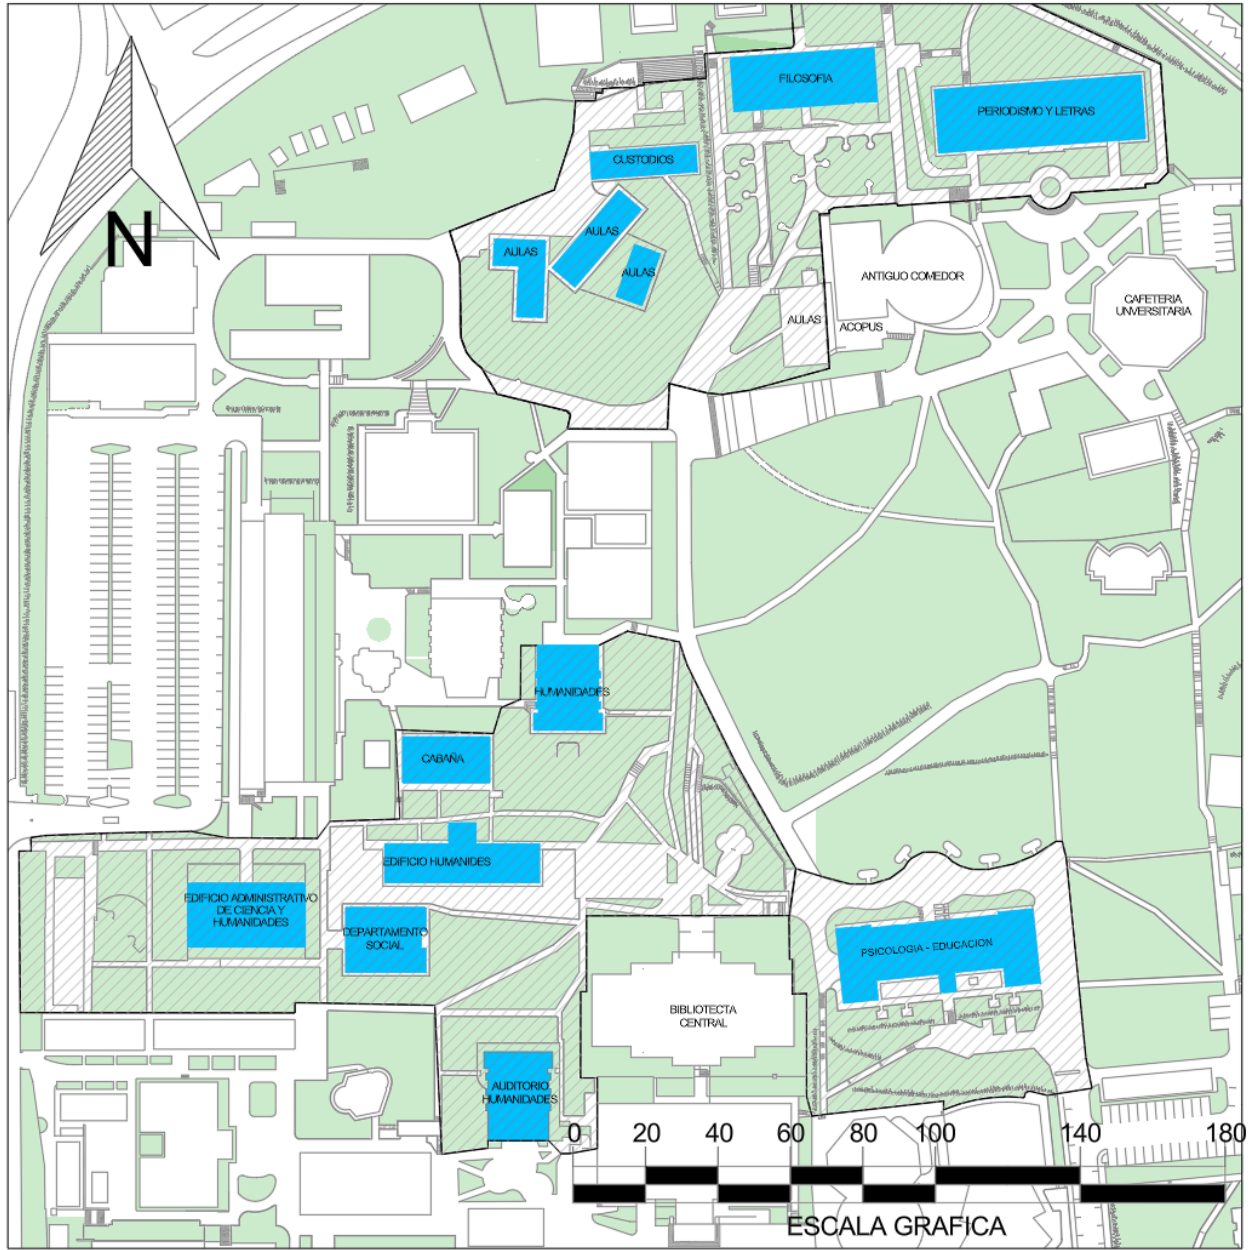 FILOSOFIA
PERIODISMO Y LETRAS
CUSTODIOS
N
AULAS
AULAS
AULAS
ANTIGUO COMEDOR
CAFETERIA
UNVERSITARIA
AULAS
ACOPUS
HUMANIDADES
CABAÑA
EDIFICIO HUMANIDES
EDIFICIO ADMINISTRATIVO
DE CIENCIA Y
HUMANIDADES
DEPARTAMENTO
SOCIAL
PSICOLOGIA - EDUCACION
BIBLIOTECTA
CENTRAL
AUDITORIO
HUMANIDADES
0 20 40 60 80 100 140 180
ESCALA GRAFICA